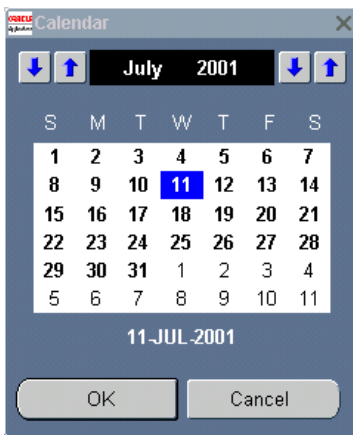 ORACLE
Applications
Calendar
July 2001
S M T W T F S
1 2 3 4 5 6 7
8 9 10 11 12 13 14
15 16 17 18 19 20 21
22 23 24 25 26 27 28
29 30 31 1 2 3 4
5 6 7 8 9 10 11
11-JUL-2001
OK Cancel